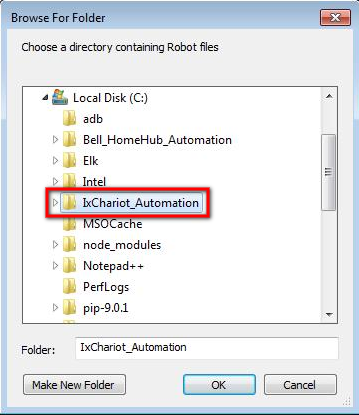 Browse For Folder
Choose a directory containing Robot files
Local Disk (C:)
adb
Bell_HomeHub_Automation
Elk
Intel
IxChariot_Automation
MSOCache
node_modules
Notepad++
PerfLogs
pip-9.0.1
Folder: IxChariot_Automation
Make New Folder OK Cancel